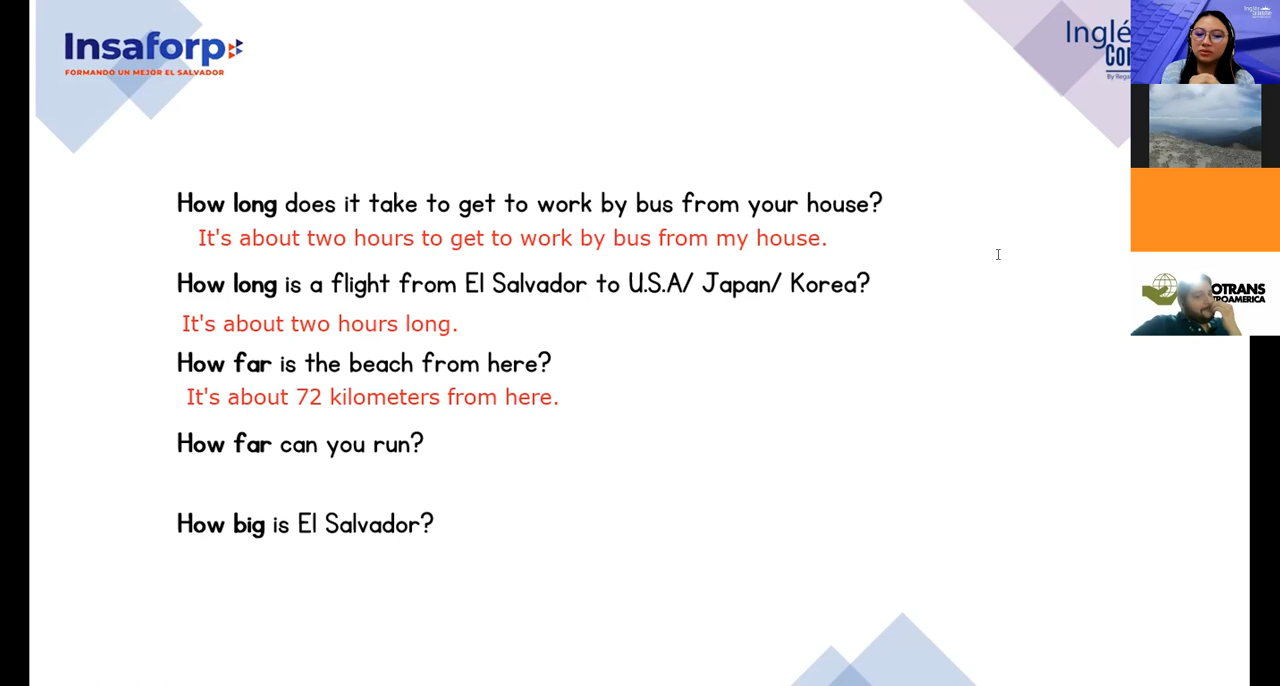 Insaforp
FORMANDO UN MEJOR EL SALVADOR
Inglé
Co
How long does it take to get to work by bus from your house?
It's about two hours to get to work by bus from my house.
How long is a flight from El Salvador to U.S.A/ Japan/ Korea?
It's about two hours long.
How far is the beach from here?
It's about 72 kilometers from here.
How far can you run?
How big is El Salvador?
OTRANS
TROAMERICA